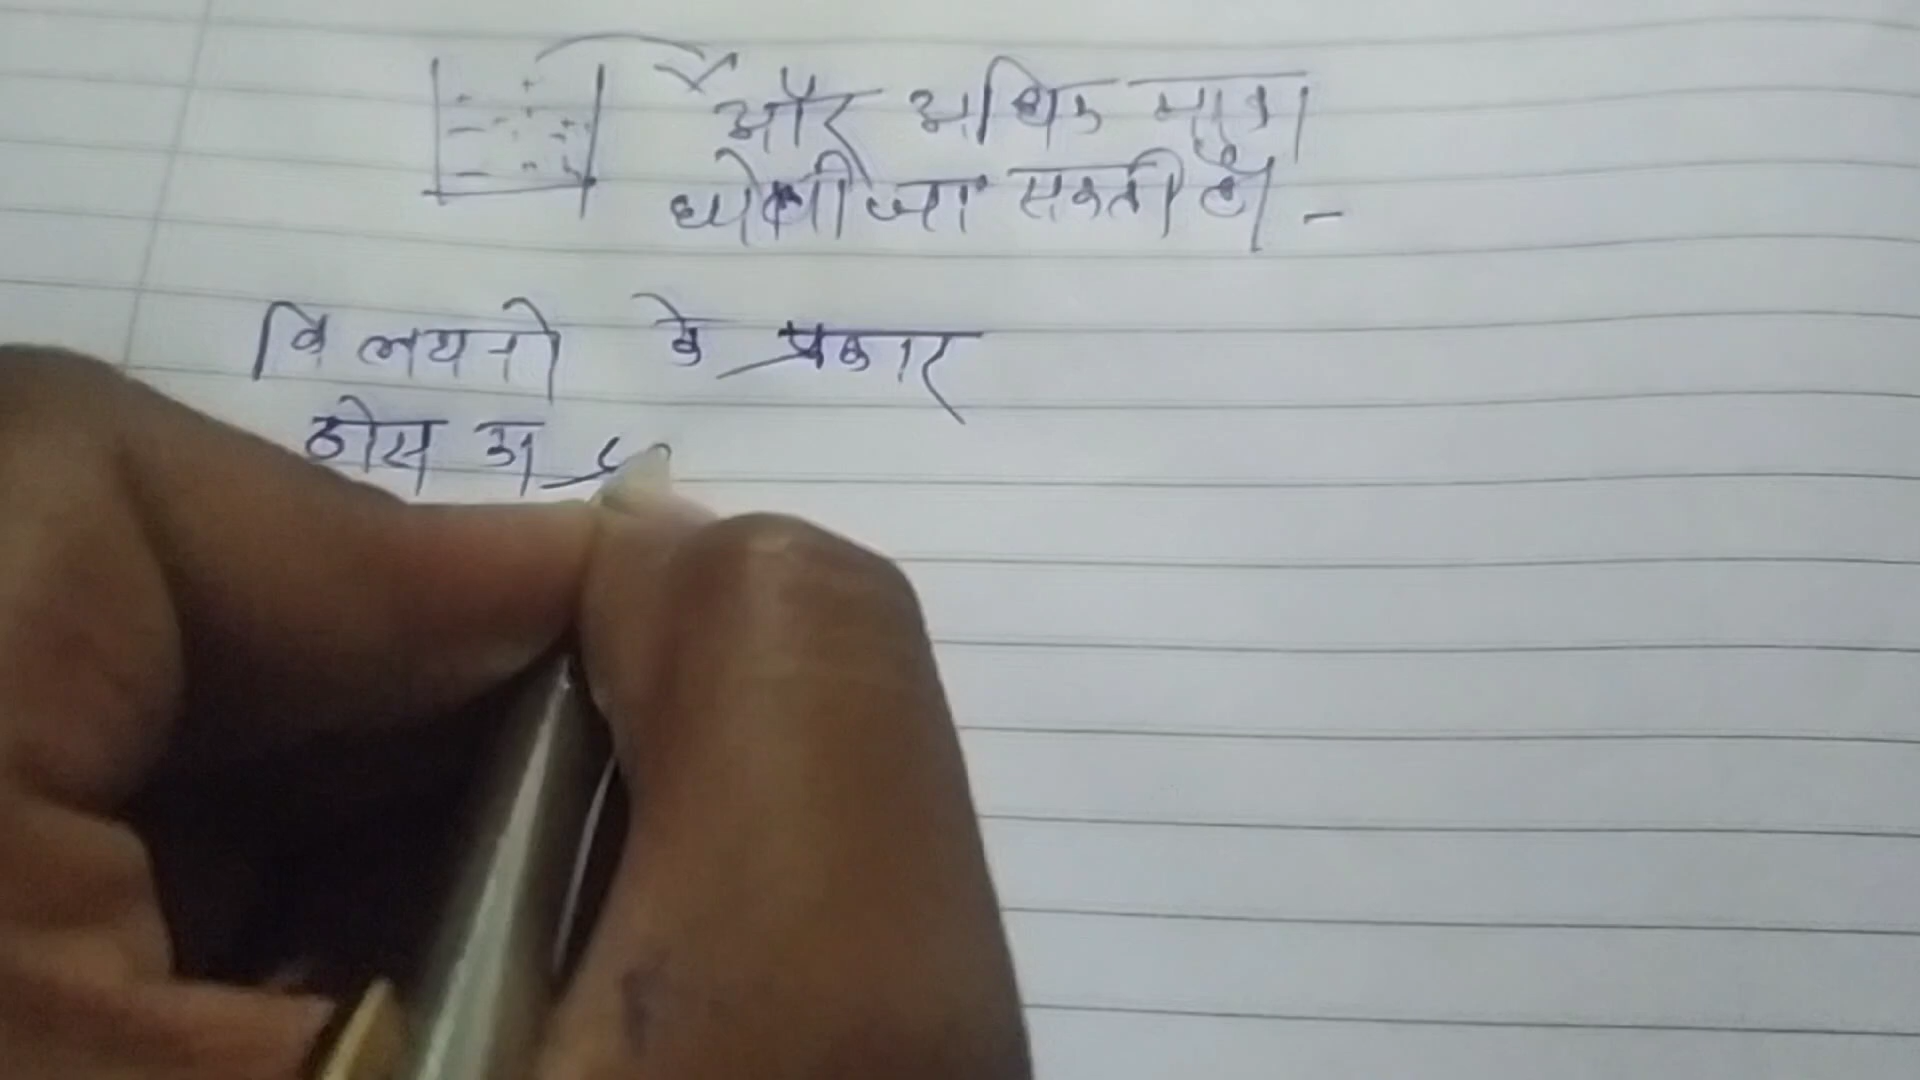 और अधिक मात्रा
घोली जा सकती है -
विलयनो के प्रकार
ठोस अ